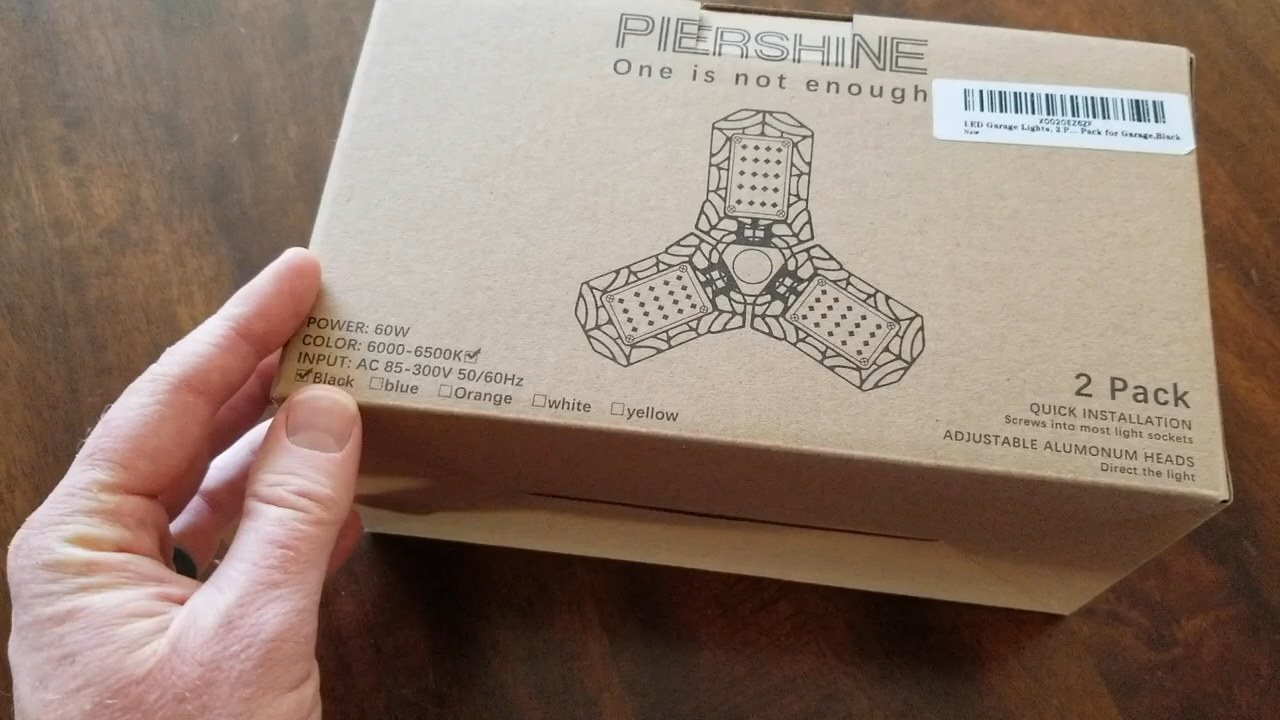 PIERSHINE
One is not enough
X0020EZ6ZF
LED Garage Lights, 2 P... Pack for Garage,Black
New
POWER: 60W
COLOR: 6000-6500K☑
INPUT: AC 85-300V 50/60Hz
☑Black ☐blue ☐Orange ☐white ☐yellow
2 Pack
QUICK INSTALLATION
Screws into most light sockets
ADJUSTABLE ALUMONUM HEADS
Direct the light